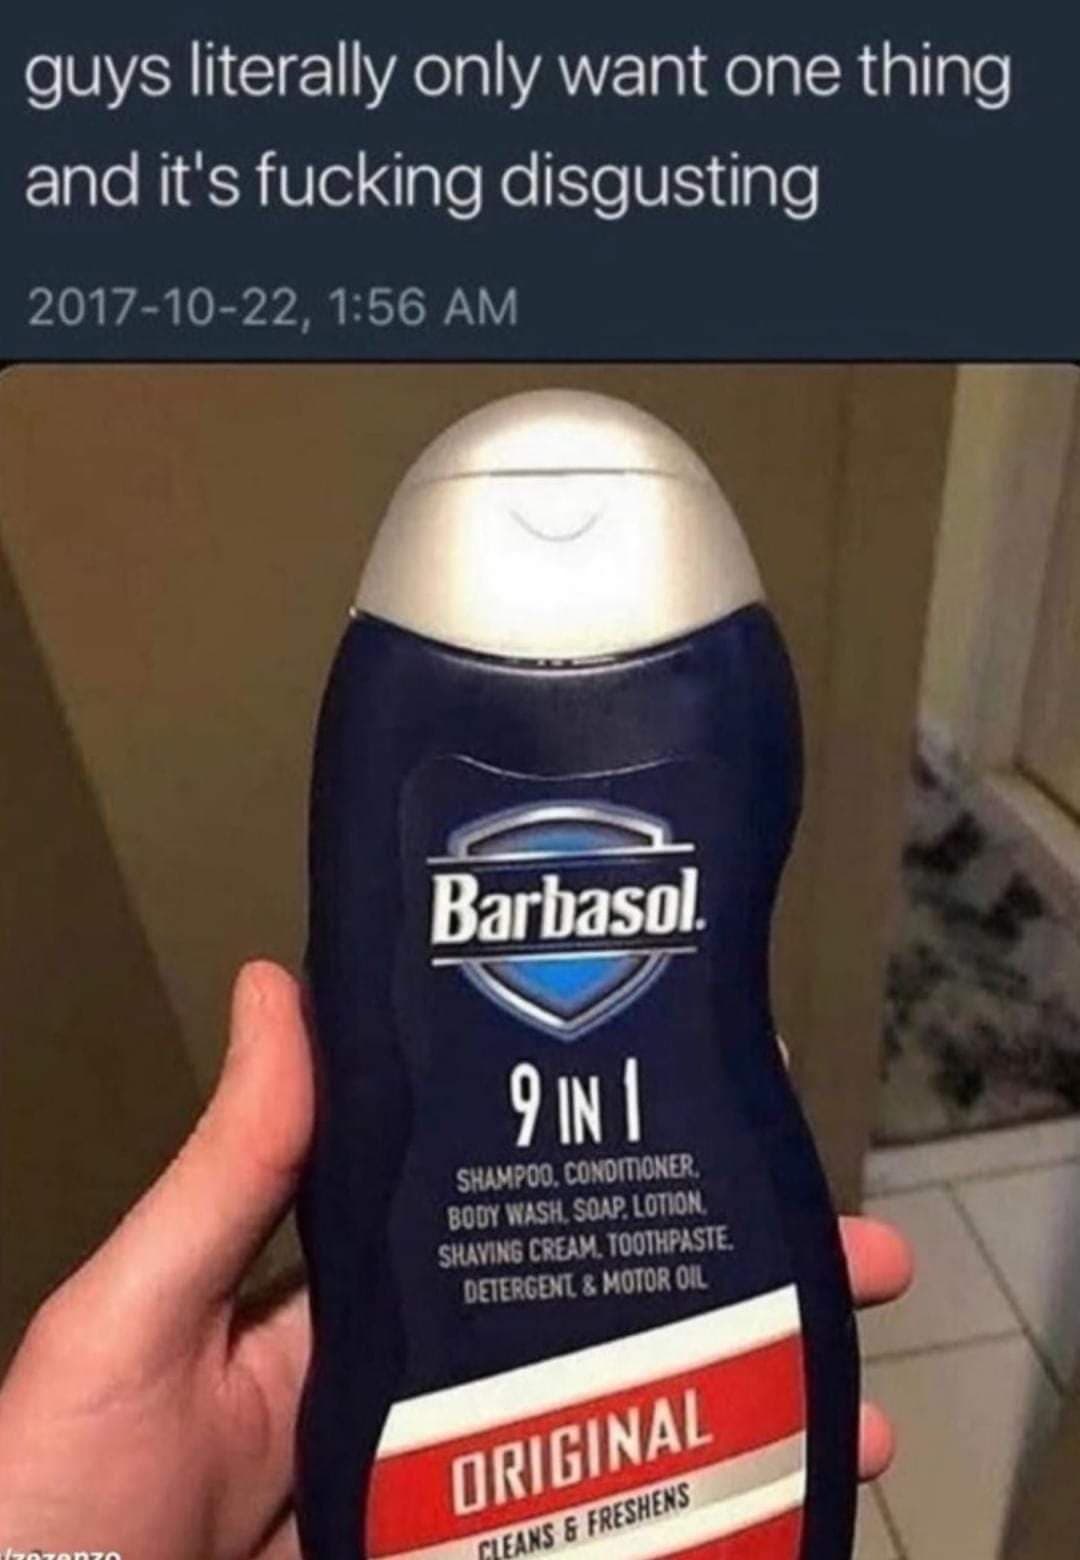 guys literally only want one thing
and it's fucking disgusting
2017-10-22, 1:56 AM
Barbasol.
9 IN 1
SHAMPOO, CONDITIONER,
BODY WASH, SOAP, LOTION,
SHAVING CREAM, TOOTHPASTE,
DETERGENT, & MOTOR OIL
ORIGINAL
CLEANS & FRESHENS